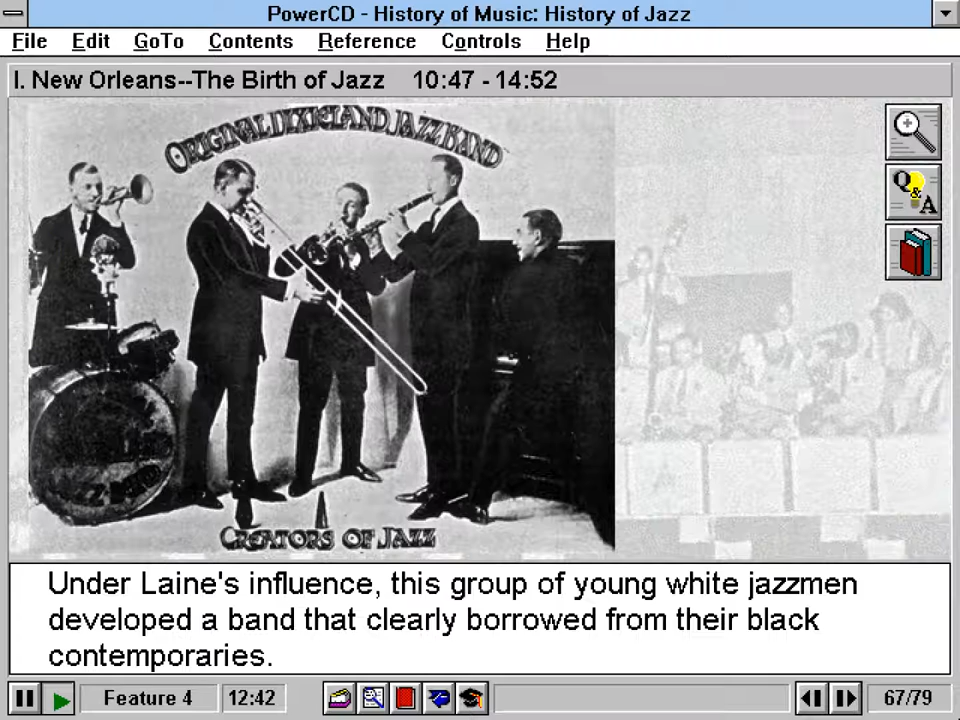 PowerCD - History of Music: History of Jazz
File Edit GoTo Contents Reference Controls Help
I. New Orleans--The Birth of Jazz 10:47 - 14:52
ORIGINAL DIXIELAND JAZZ BAND
Q&A
JAZZ BAND
CREATORS OF JAZZ
Under Laine's influence, this group of young white jazzmen
developed a band that clearly borrowed from their black
contemporaries.
Feature 4 12:42 67/79